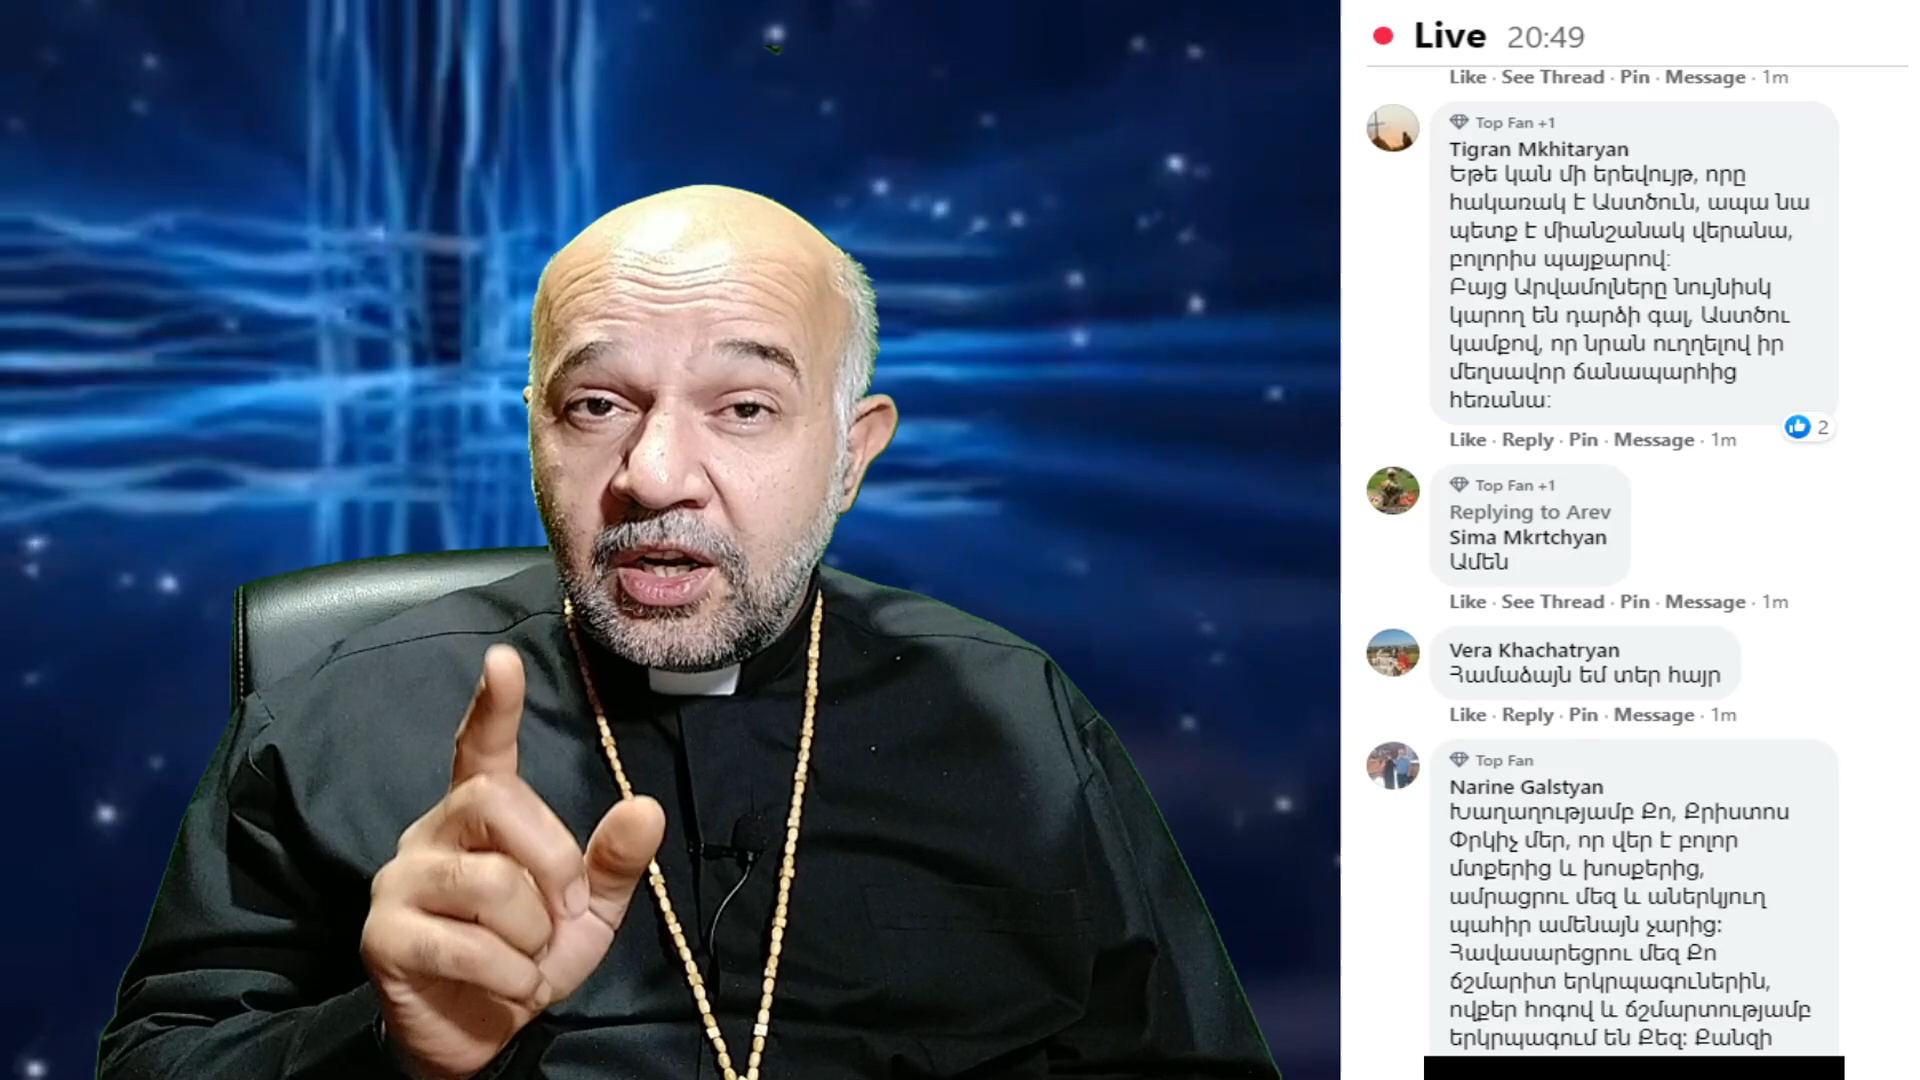 Live 20:49
Like · See Thread · Pin · Message · 1m
Top Fan +1
Tigran Mkhitaryan
Եթե կան մի երեվույթ, որը
հակառակ է Աստծուն, ապա նա
պետք է միանշանակ վերանա,
բոլորիս պայքարով:
Բայց Արվամոլները նույնիսկ
կարող են դարձի գալ, Աստծու
կամքով, որ նրան ուղղելով իր
մեղսավոր ճանապարհից
հեռանա:
2
Like · Reply · Pin · Message · 1m
Top Fan +1
Replying to Arev
Sima Mkrtchyan
Ամեն
Like · See Thread · Pin · Message · 1m
Vera Khachatryan
Համաձայն եմ տեր հայր
Like · Reply · Pin · Message · 1m
Top Fan
Narine Galstyan
Խաղաղությամբ Քո, Քրիստոս
Փրկիչ մեր, որ վեր է բոլոր
մտքերից և խոսքերից,
ամրացրու մեզ և աներկյուղ
պահիր ամենայն չարից:
Հավասարեցրու մեզ Քո
ճշմարիտ երկրպագուներին,
ովքեր հոգով և ճշմարտությամբ
երկրպագում են Քեզ: Քանզի